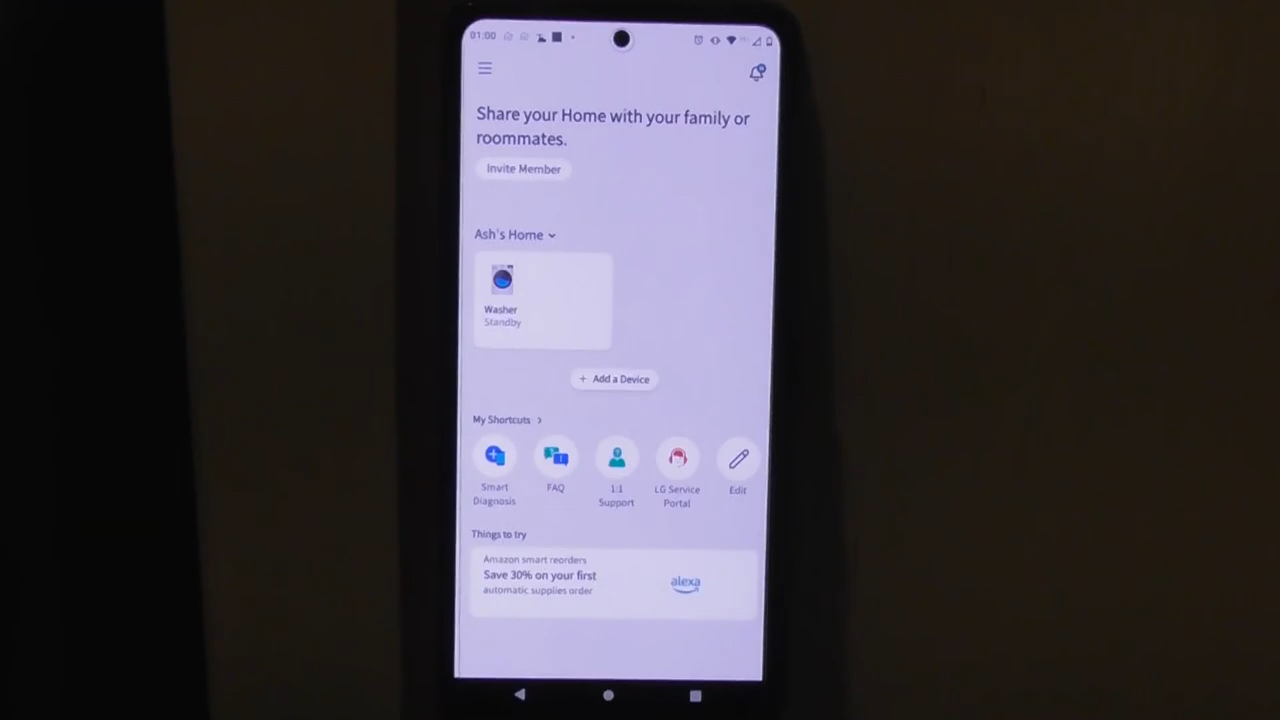 01:00
Share your Home with your family or
roommates.
Invite Member
Ash's Home
Washer
Standby
+ Add a Device
My Shortcuts >
Smart
Diagnosis
FAQ
1:1
Support
LG Service
Portal
Edit
Things to try
Amazon smart reorders
Save 30% on your first
automatic supplies order
alexa